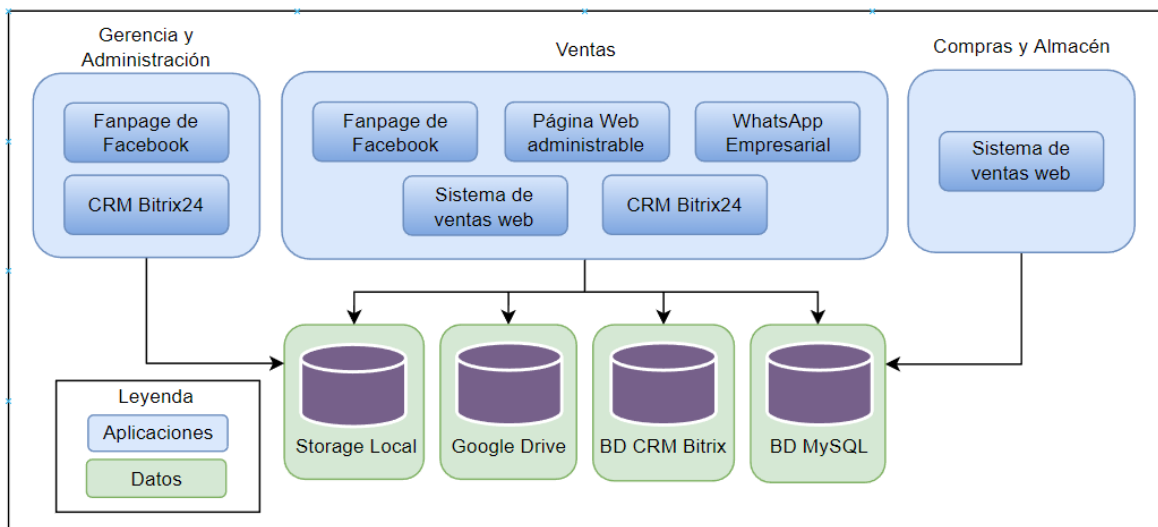 Gerencia y
Administración
Ventas
Compras y Almacén
Fanpage de
Facebook
CRM Bitrix24
Fanpage de
Facebook
Página Web
administrable
WhatsApp
Empresarial
Sistema de
ventas web
CRM Bitrix24
Sistema de
ventas web
Storage Local
Google Drive
BD CRM Bitrix
BD MySQL
Leyenda
Aplicaciones
Datos